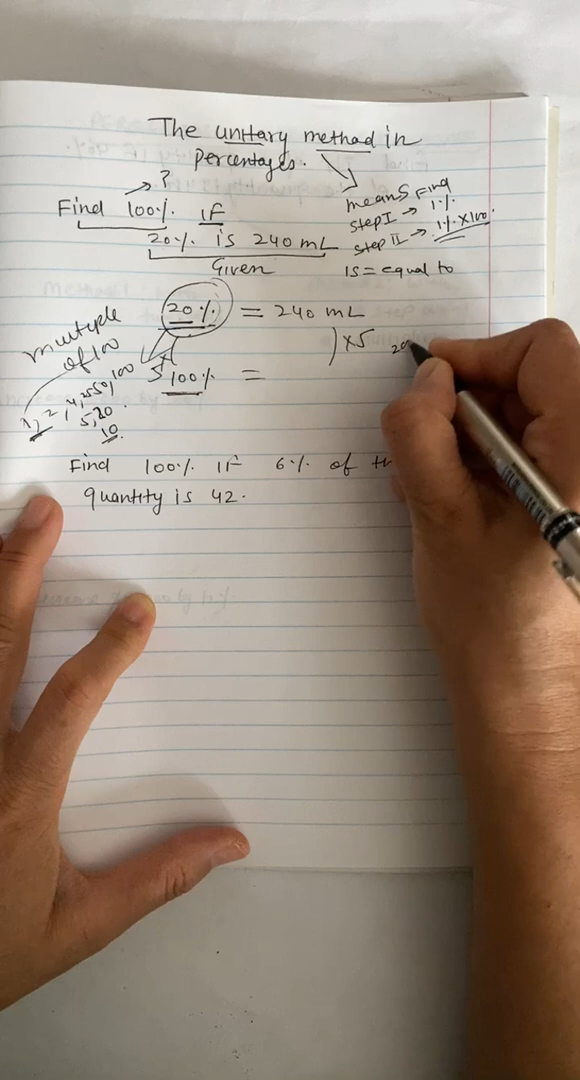 The unitary method in
percentages.
?
means Find
Step I → 1%
Step II → 1% × 100.
Find 100% if
20% is 240 mL
Given
is = equal to
20% = 240 mL
) × 5 20
multiple
of 100
1, 2, 4, 25 50, 100
5, 20
10.
5 100% =
Find 100% if 6% of th
quantity is 42.